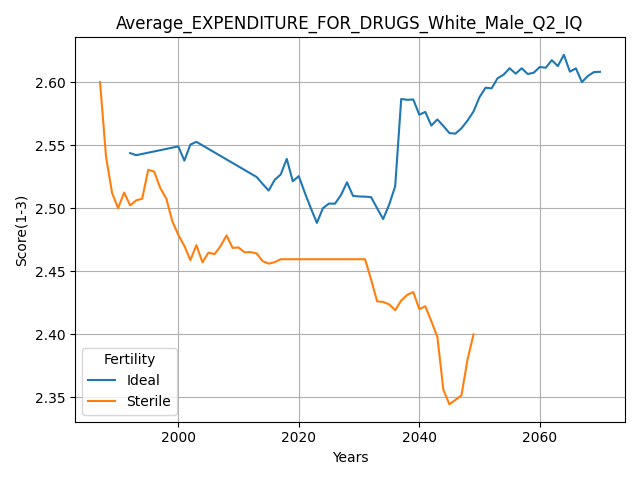 Average_EXPENDITURE_FOR_DRUGS_White_Male_Q2_IQ
Score(1-3)
2.60
2.55
2.50
2.45
2.40
2.35
Fertility
Ideal
Sterile
2000
2020
2040
2060
Years